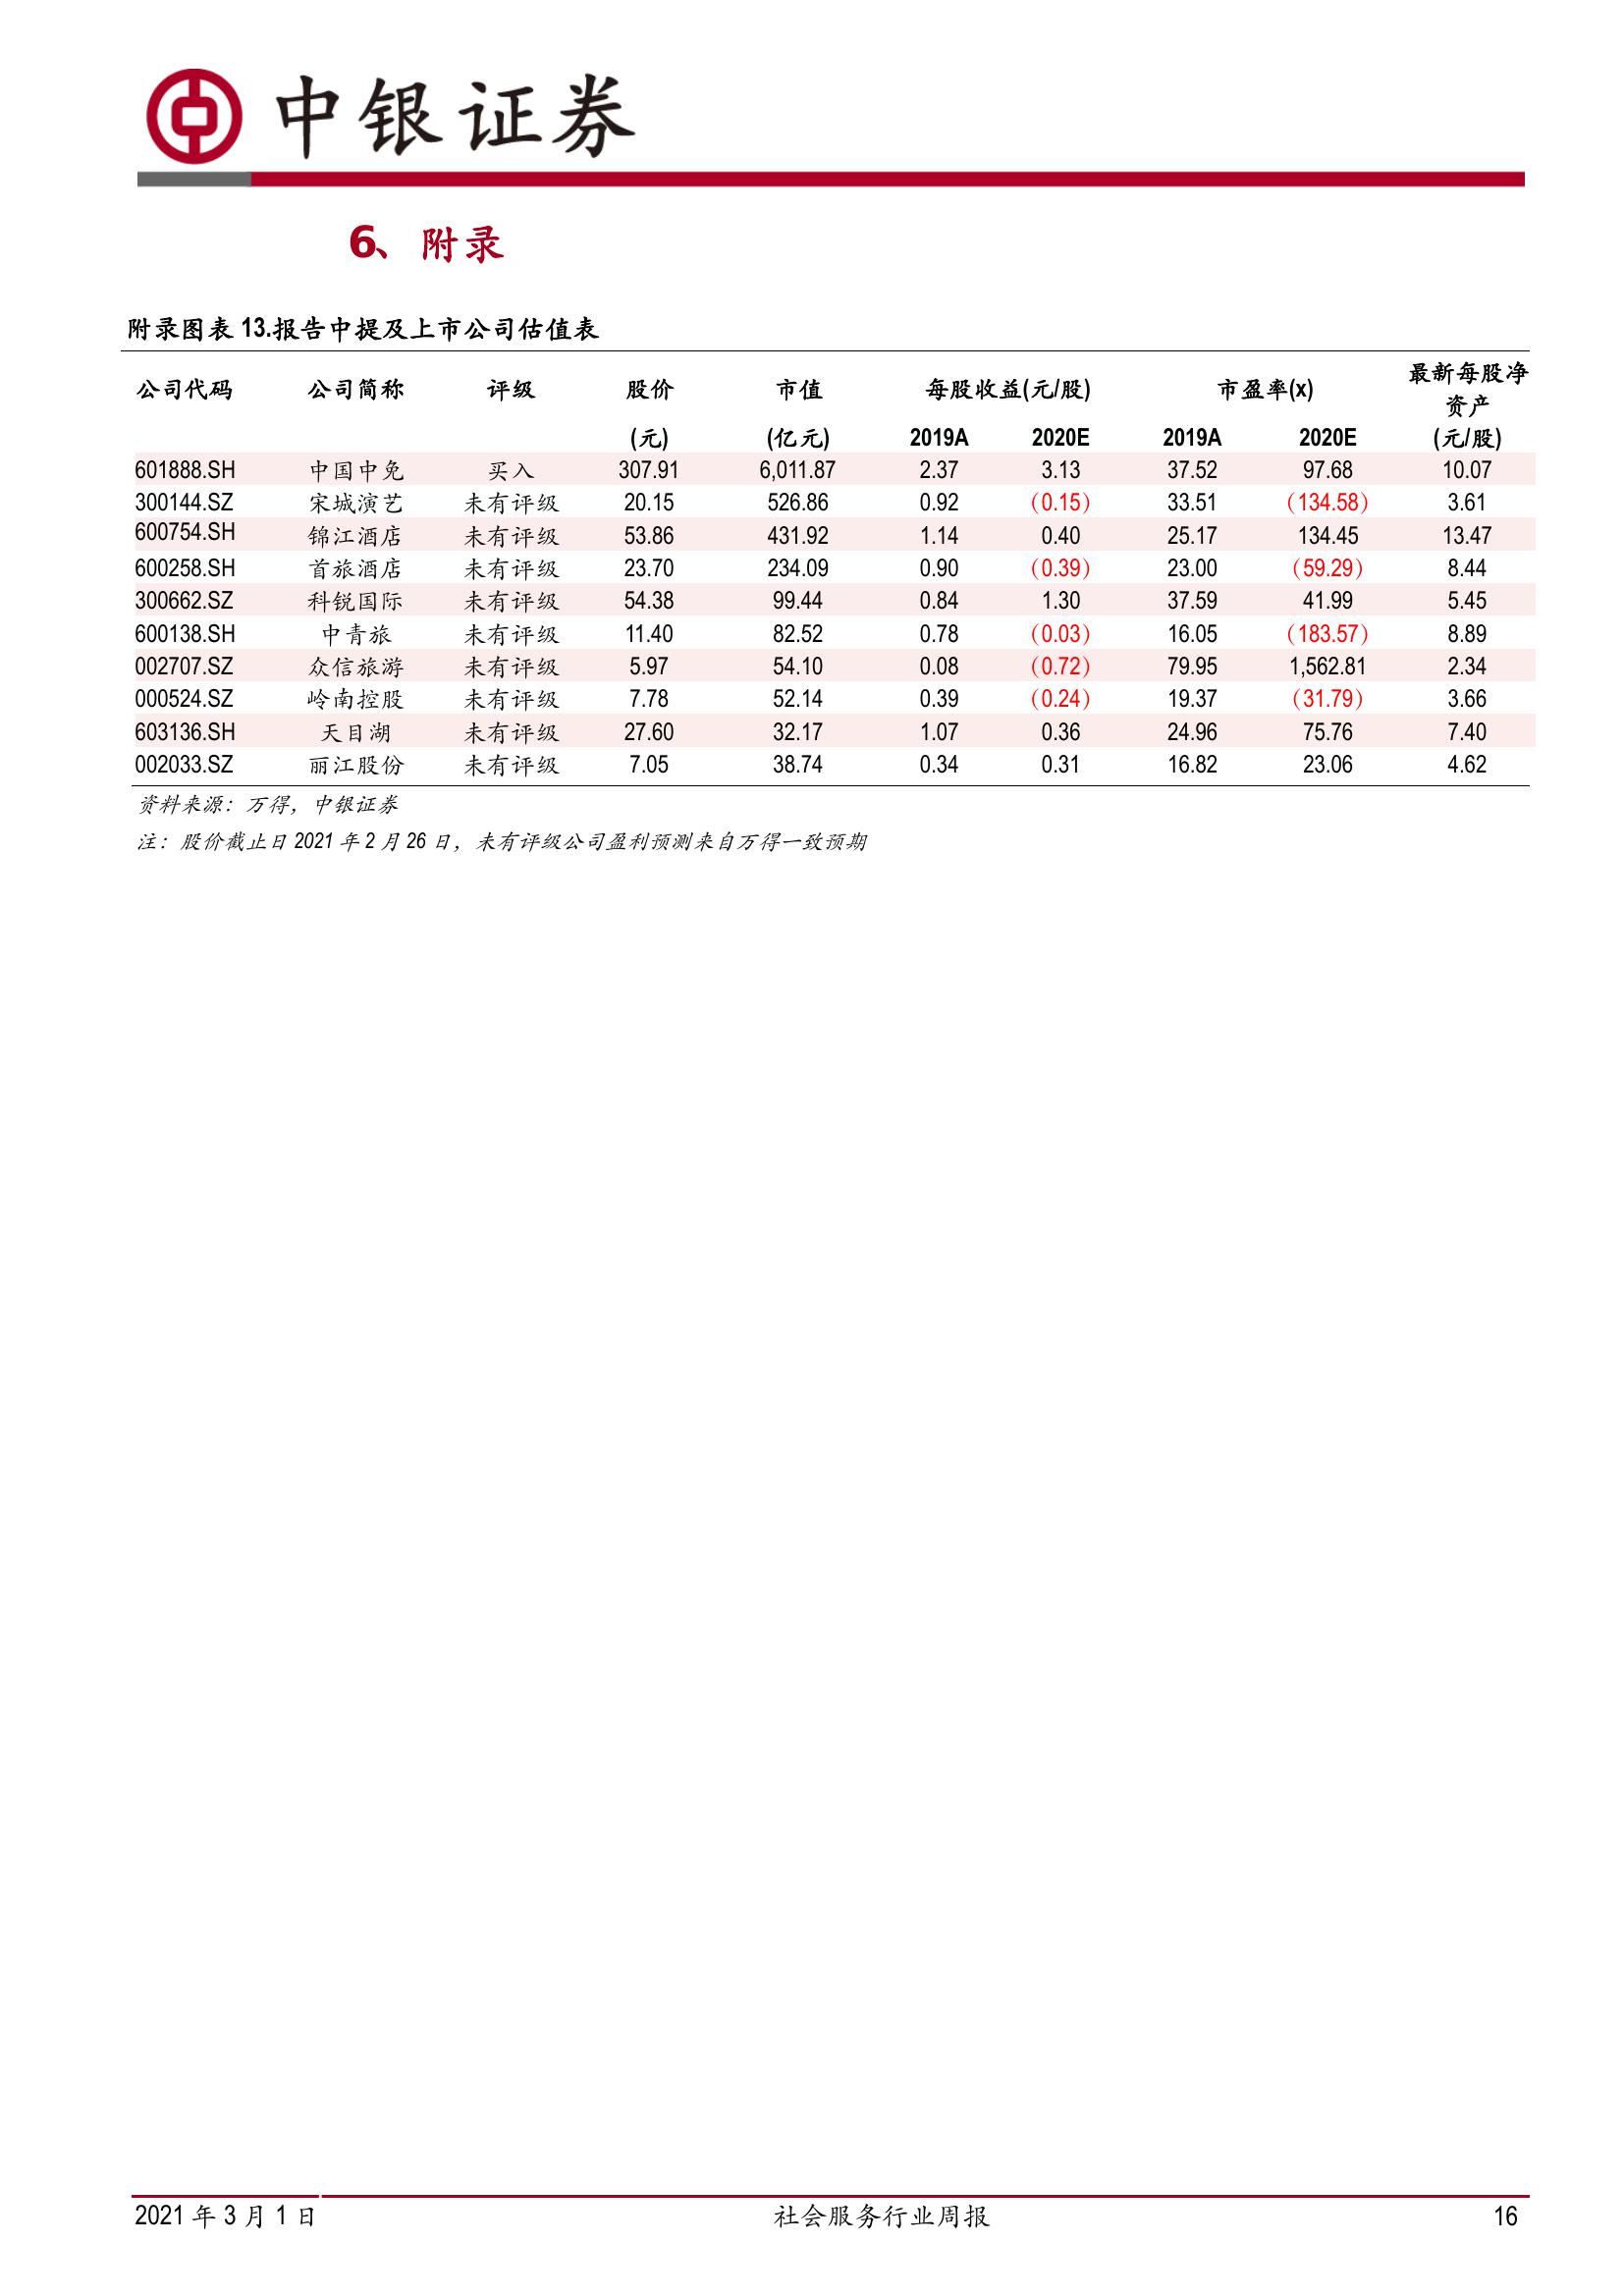 中银证券
6、附录
附录图表 13.报告中提及上市公司估值表
公司代码 公司简称 评级 股价 市值 每股收益(元/股) 市盈率(x) 最新每股净
资产
(元) (亿元) 2019A 2020E 2019A 2020E (元/股)
601888.SH 中国中免 买入 307.91 6,011.87 2.37 3.13 37.52 97.68 10.07
300144.SZ 宋城演艺 未有评级 20.15 526.86 0.92 (0.15) 33.51 (134.58) 3.61
600754.SH 锦江酒店 未有评级 53.86 431.92 1.14 0.40 25.17 134.45 13.47
600258.SH 首旅酒店 未有评级 23.70 234.09 0.90 (0.39) 23.00 (59.29) 8.44
300662.SZ 科锐国际 未有评级 54.38 99.44 0.84 1.30 37.59 41.99 5.45
600138.SH 中青旅 未有评级 11.40 82.52 0.78 (0.03) 16.05 (183.57) 8.89
002707.SZ 众信旅游 未有评级 5.97 54.10 0.08 (0.72) 79.95 1,562.81 2.34
000524.SZ 岭南控股 未有评级 7.78 52.14 0.39 (0.24) 19.37 (31.79) 3.66
603136.SH 天目湖 未有评级 27.60 32.17 1.07 0.36 24.96 75.76 7.40
002033.SZ 丽江股份 未有评级 7.05 38.74 0.34 0.31 16.82 23.06 4.62
资料来源：万得，中银证券
注：股价截止日 2021 年 2 月 26 日，未有评级公司盈利预测来自万得一致预期
2021 年 3 月 1 日 社会服务行业周报 16